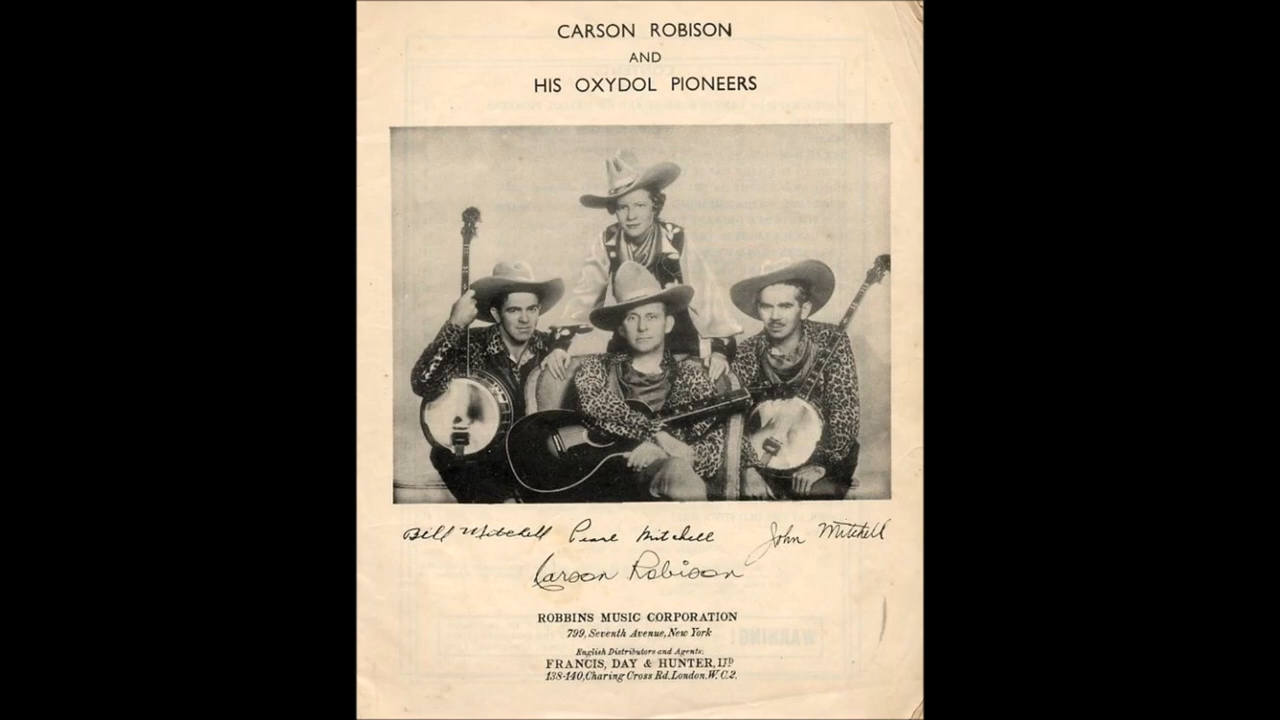 CARSON ROBISON
AND
HIS OXYDOL PIONEERS
Bill Mitchell Pearl Mitchell John Mitchell
Carson Robison
ROBBINS MUSIC CORPORATION
799, Seventh Avenue, New York
English Distributors and Agents:
FRANCIS, DAY & HUNTER, LTD
138-140, Charing Cross Rd. London. W.C.2.
WARNING!